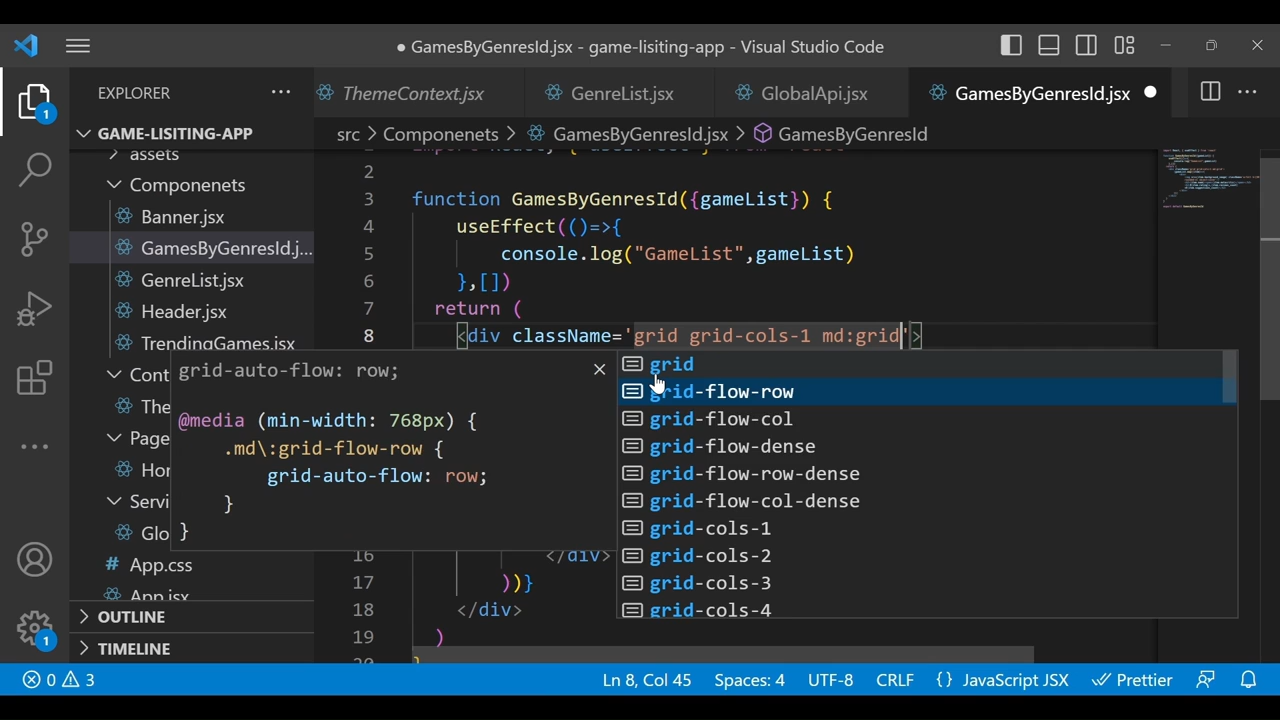 ● GamesByGenresId.jsx - game-lisiting-app - Visual Studio Code
EXPLORER
ThemeContext.jsx
GenreList.jsx
GlobalApi.jsx
GamesByGenresId.jsx
1
GAME-LISITING-APP
src > Componenets > GamesByGenresId.jsx > GamesByGenresId
assets
Componenets
Banner.jsx
GamesByGenresId.j...
GenreList.jsx
Header.jsx
TrendingGames.jsx
Cont
The
Page
Hor
Servi
Glo
App.css
App.jsx
OUTLINE
TIMELINE
2
3 function GamesByGenresId({gameList}) {
4 useEffect(()=>{
5 console.log("GameList",gameList)
6 },[])
7 return (
8 <div className='grid grid-cols-1 md:grid'>
grid-auto-flow: row;
@media (min-width: 768px) {
.md\:grid-flow-row {
grid-auto-flow: row;
}
}
grid
grid-flow-row
grid-flow-col
grid-flow-dense
grid-flow-row-dense
grid-flow-col-dense
grid-cols-1
grid-cols-2
grid-cols-3
grid-cols-4
16 </div>
17 ))}
18 </div>
19 )
20 }
1
0 3
Ln 8, Col 45
Spaces: 4
UTF-8
CRLF
{} JavaScript JSX
Prettier